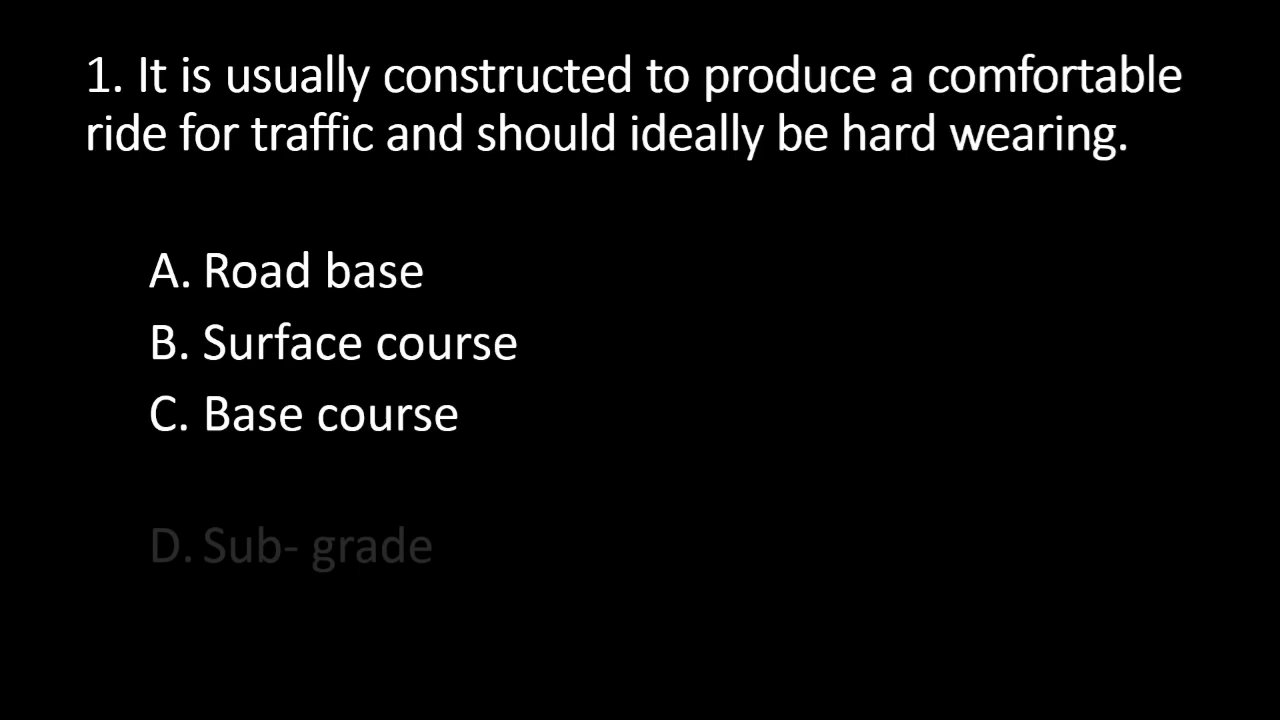 1. It is usually constructed to produce a comfortable
ride for traffic and should ideally be hard wearing.
A. Road base
B. Surface course
C. Base course
D. Sub- grade